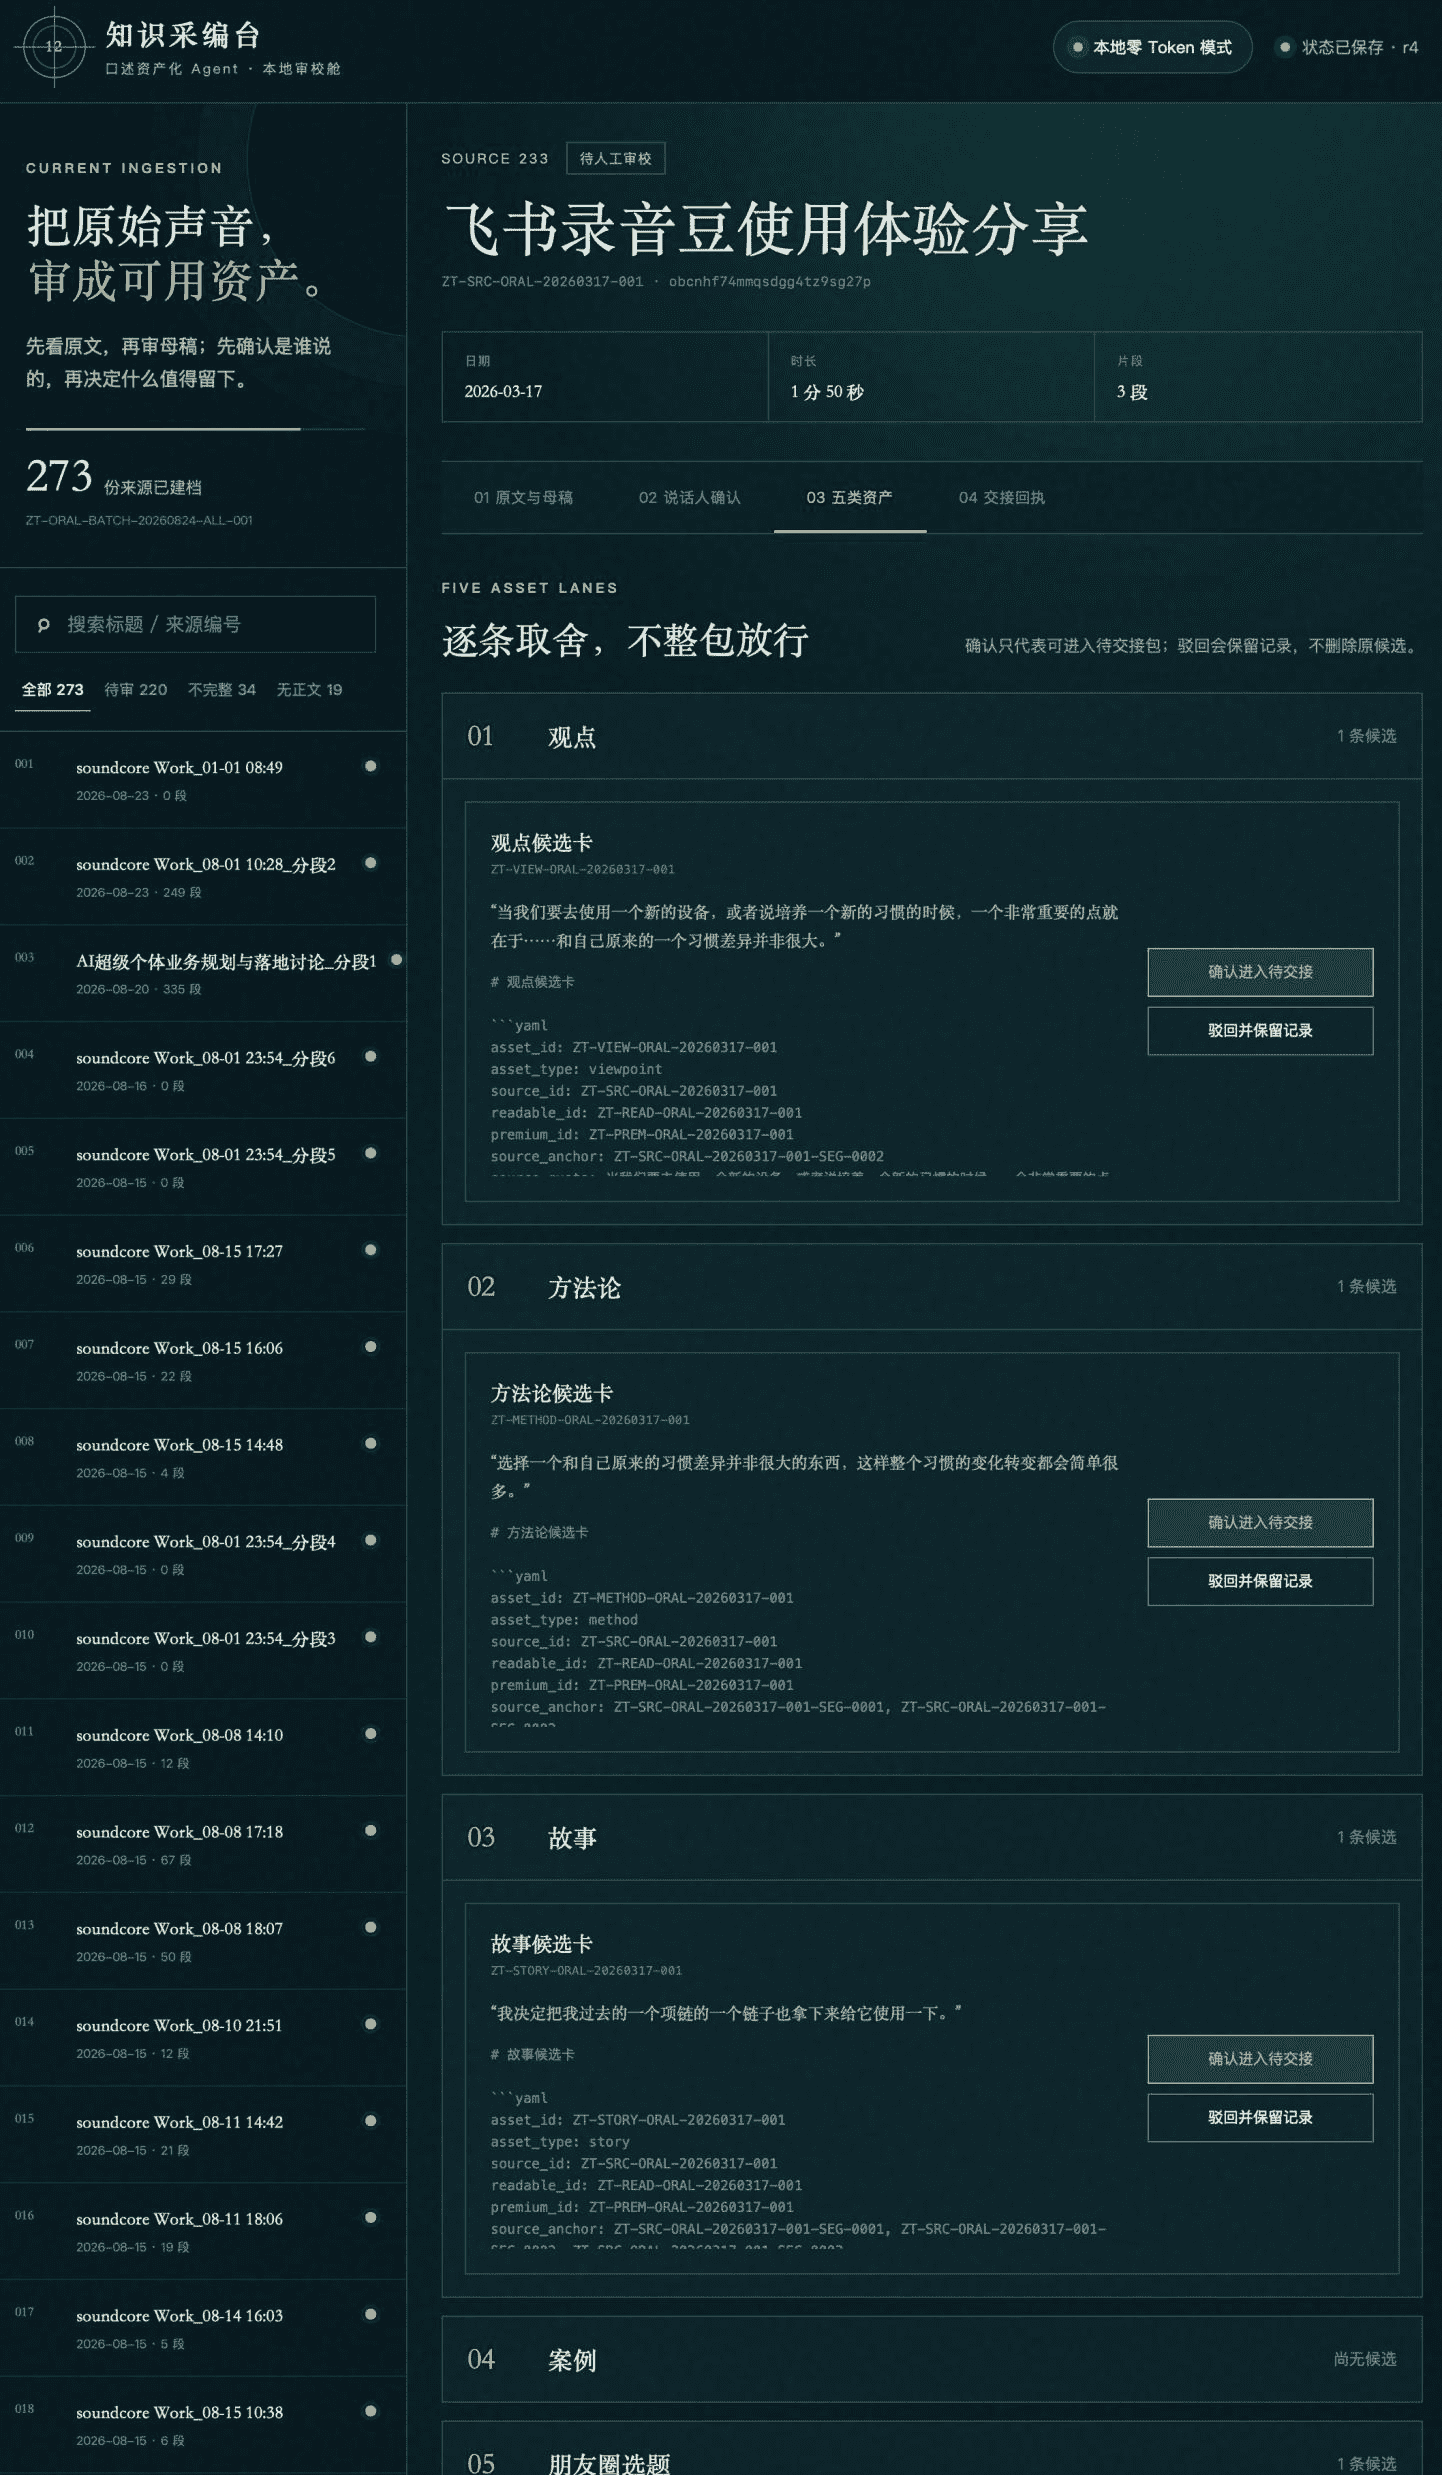 12
知识采编台
口述资产化 Agent · 本地审校舱
本地零 Token 模式
状态已保存 · r4
CURRENT INGESTION
把原始声音，
审成可用资产。
先看原文，再审母稿；先确认是谁说
的，再决定什么值得留下。
273 份来源已建档
ZT-ORAL-BATCH-20260824-ALL-001
搜索标题 / 来源编号
全部 273 待审 220 不完整 34 无正文 19
001 soundcore Work_01-01 08:49
2026-08-23 · 0 段
002 soundcore Work_08-01 10:28_分段2
2026-08-23 · 249 段
003 AI超级个体业务规划与落地讨论_分段1
2026-08-20 · 335 段
004 soundcore Work_08-01 23:54_分段6
2026-08-16 · 0 段
005 soundcore Work_08-01 23:54_分段5
2026-08-15 · 0 段
006 soundcore Work_08-15 17:27
2026-08-15 · 29 段
007 soundcore Work_08-15 16:06
2026-08-15 · 22 段
008 soundcore Work_08-15 14:48
2026-08-15 · 4 段
009 soundcore Work_08-01 23:54_分段4
2026-08-15 · 0 段
010 soundcore Work_08-01 23:54_分段3
2026-08-15 · 0 段
011 soundcore Work_08-08 14:10
2026-08-15 · 12 段
012 soundcore Work_08-08 17:18
2026-08-15 · 67 段
013 soundcore Work_08-08 18:07
2026-08-15 · 50 段
014 soundcore Work_08-10 21:51
2026-08-15 · 12 段
015 soundcore Work_08-11 14:42
2026-08-15 · 21 段
016 soundcore Work_08-11 18:06
2026-08-15 · 19 段
017 soundcore Work_08-14 16:03
2026-08-15 · 5 段
018 soundcore Work_08-15 10:38
2026-08-15 · 6 段
SOURCE 233 待人工审校
飞书录音豆使用体验分享
ZT-SRC-ORAL-20260317-001 · obcnhf74mmqsdgg4tz9sg27p
日期
2026-03-17
时长
1 分 50 秒
片段
3 段
01 原文与母稿 02 说话人确认 03 五类资产 04 交接回执
FIVE ASSET LANES
逐条取舍，不整包放行
确认只代表可进入待交接包；驳回会保留记录，不删除原候选。
01 观点 1 条候选
观点候选卡
ZT-VIEW-ORAL-20260317-001
“当我们要去使用一个新的设备，或者说培养一个新的习惯的时候，一个非常重要的点就
在于……和自己原来的一个习惯差异并非很大。”
# 观点候选卡
```yaml
asset_id: ZT-VIEW-ORAL-20260317-001
asset_type: viewpoint
source_id: ZT-SRC-ORAL-20260317-001
readable_id: ZT-READ-ORAL-20260317-001
premium_id: ZT-PREM-ORAL-20260317-001
source_anchor: ZT-SRC-ORAL-20260317-001-SEG-0002
确认进入待交接
驳回并保留记录
02 方法论 1 条候选
方法论候选卡
ZT-METHOD-ORAL-20260317-001
“选择一个和自己原来的习惯差异并非很大的东西，这样整个习惯的变化转变都会简单很
多。”
# 方法论候选卡
```yaml
asset_id: ZT-METHOD-ORAL-20260317-001
asset_type: method
source_id: ZT-SRC-ORAL-20260317-001
readable_id: ZT-READ-ORAL-20260317-001
premium_id: ZT-PREM-ORAL-20260317-001
source_anchor: ZT-SRC-ORAL-20260317-001-SEG-0001, ZT-SRC-ORAL-20260317-001-
确认进入待交接
驳回并保留记录
03 故事 1 条候选
故事候选卡
ZT-STORY-ORAL-20260317-001
“我决定把我过去的一个项链的一个链子也拿下来给它使用一下。”
# 故事候选卡
```yaml
asset_id: ZT-STORY-ORAL-20260317-001
asset_type: story
source_id: ZT-SRC-ORAL-20260317-001
readable_id: ZT-READ-ORAL-20260317-001
premium_id: ZT-PREM-ORAL-20260317-001
source_anchor: ZT-SRC-ORAL-20260317-001-SEG-0001, ZT-SRC-ORAL-20260317-001-
确认进入待交接
驳回并保留记录
04 案例 尚无候选
05 朋友圈选题 1 条候选